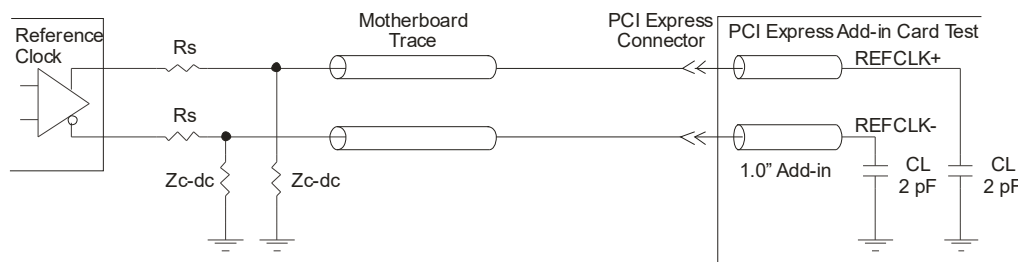 Reference
Clock
Rs
Rs
Zc-dc
Zc-dc
Motherboard
Trace
PCI Express
Connector
PCI Express Add-in Card Test
REFCLK+
REFCLK-
1.0” Add-in
CL
2 pF
CL
2 pF